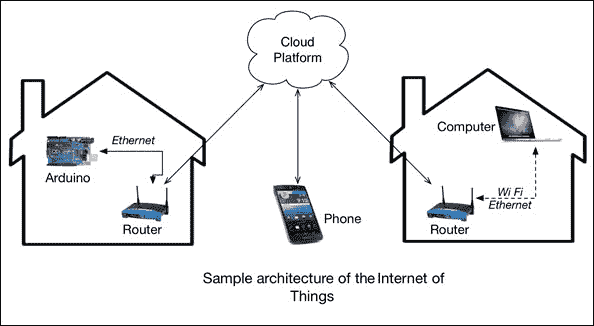 Cloud
Platform
Ethernet
Arduino
Router
Phone
Computer
Wi Fi
Ethernet
Router
Sample architecture of the Internet of
Things